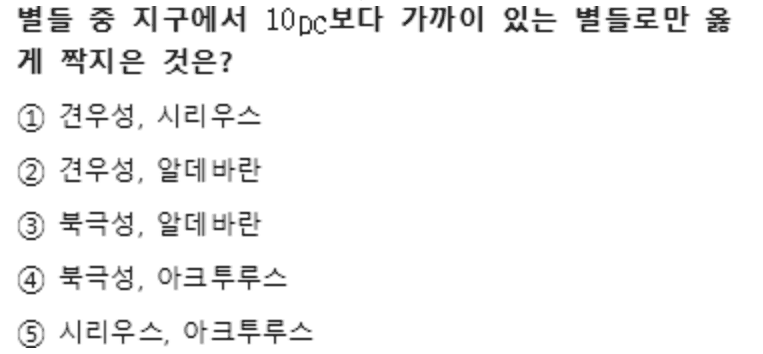 별들 중 지구에서 10pc보다 가까이 있는 별들로만 옳
게 짝지은 것은?
① 견우성, 시리우스
② 견우성, 알데바란
③ 북극성, 알데바란
④ 북극성, 아크투루스
⑤ 시리우스, 아크투루스